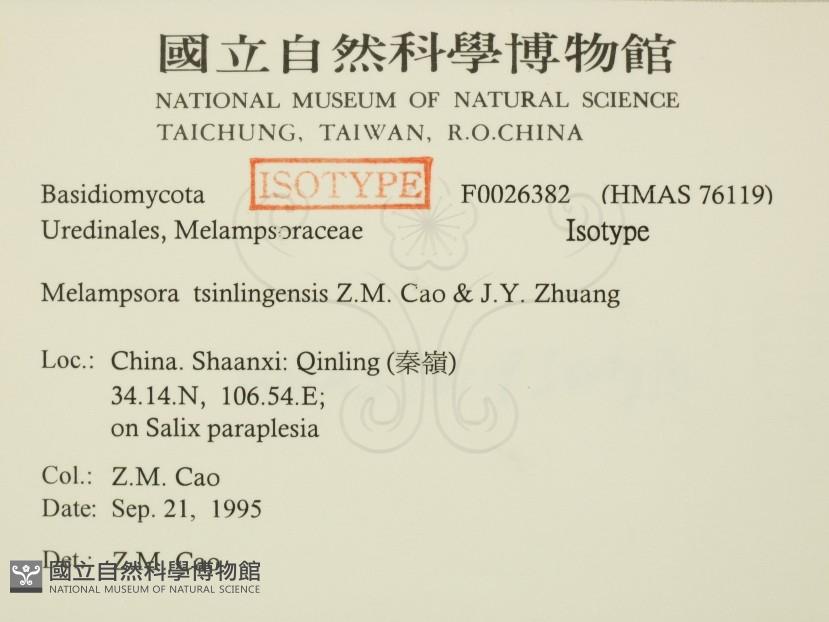 國立自然科學博物館
NATIONAL MUSEUM OF NATURAL SCIENCE
TAICHUNG, TAIWAN, R.O.CHINA
Basidiomycota ISOTYPE F0026382 (HMAS 76119)
Uredinales, Melampsoraceae Isotype
Melampsora tsinlingensis Z.M. Cao & J.Y. Zhuang
Loc.: China. Shaanxi: Qinling (秦嶺)
34.14.N, 106.54.E;
on Salix paraplesia
Col.: Z.M. Cao
Date: Sep. 21, 1995
Det.: Z.M. Cao
國立自然科學博物館
NATIONAL MUSEUM OF NATURAL SCIENCE